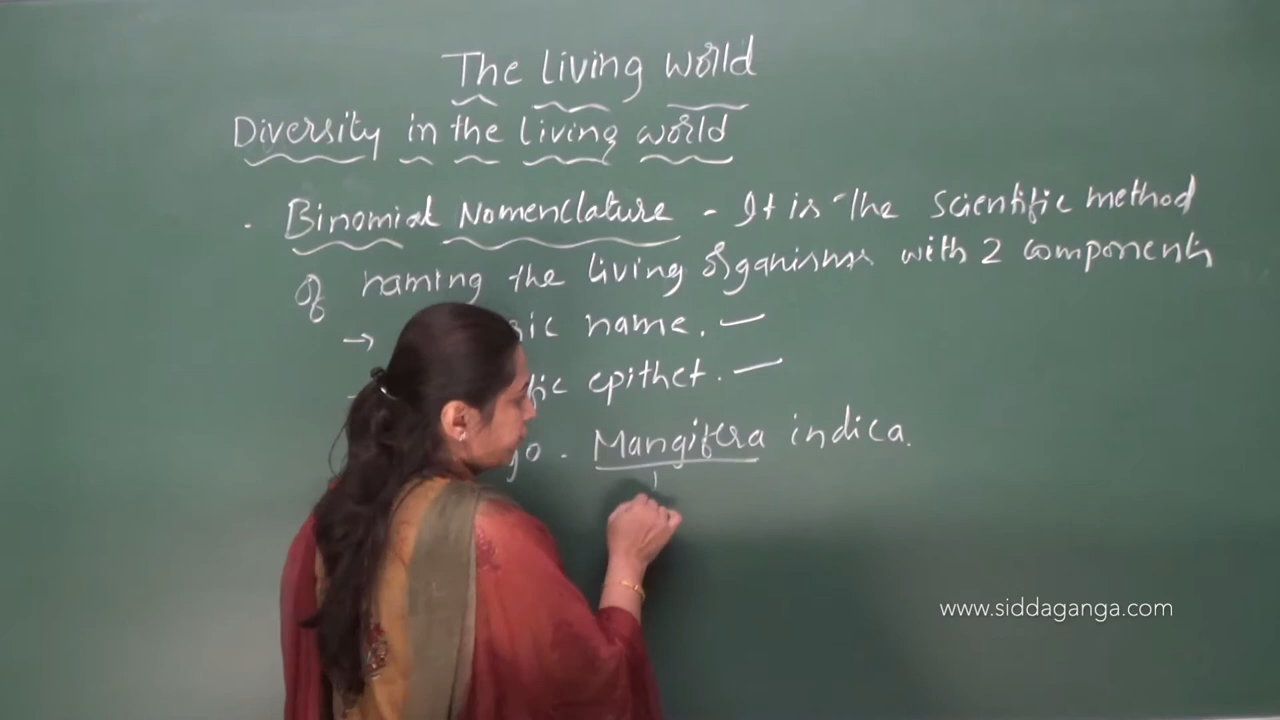 The living world
Diversity in the living world
. Binomial Nomenclature - It is the scientific method
of naming the living organisms with 2 components
→ name. —
epithet. —
- Mangifera indica.
www.siddaganga.com